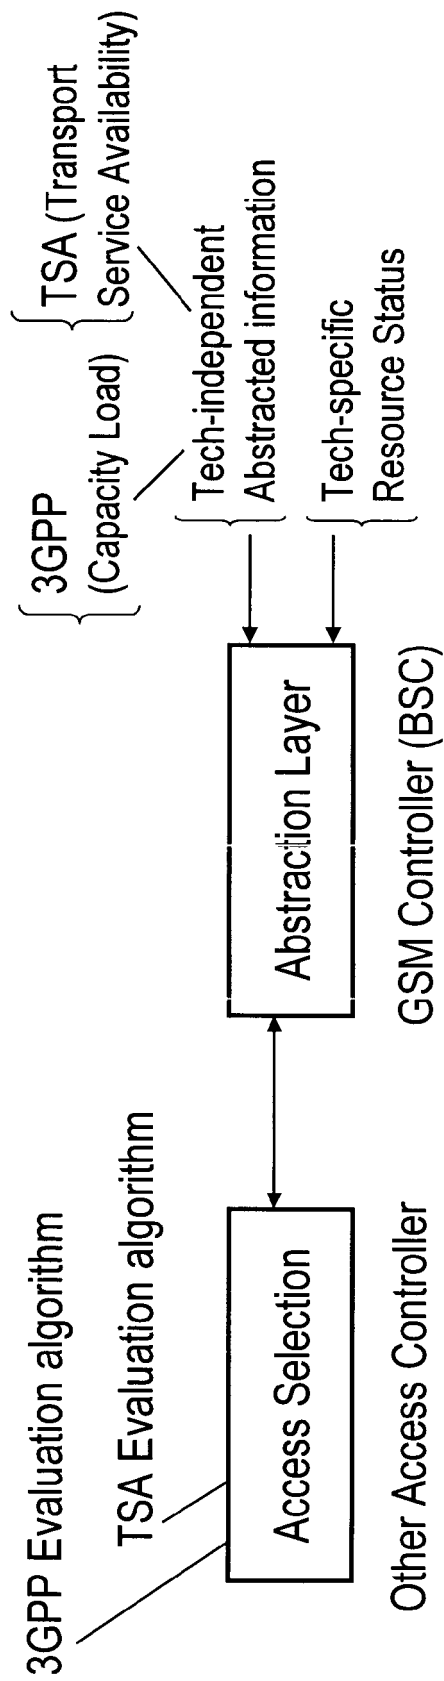 3GPP Evaluation algorithm
TSA Evaluation algorithm
Access Selection
Other Access Controller
3GPP
(Capacity Load)
TSA (Transport
Service Availability)
Tech-independent
Abstracted information
Tech-specific
Resource Status
Abstraction Layer
GSM Controller (BSC)